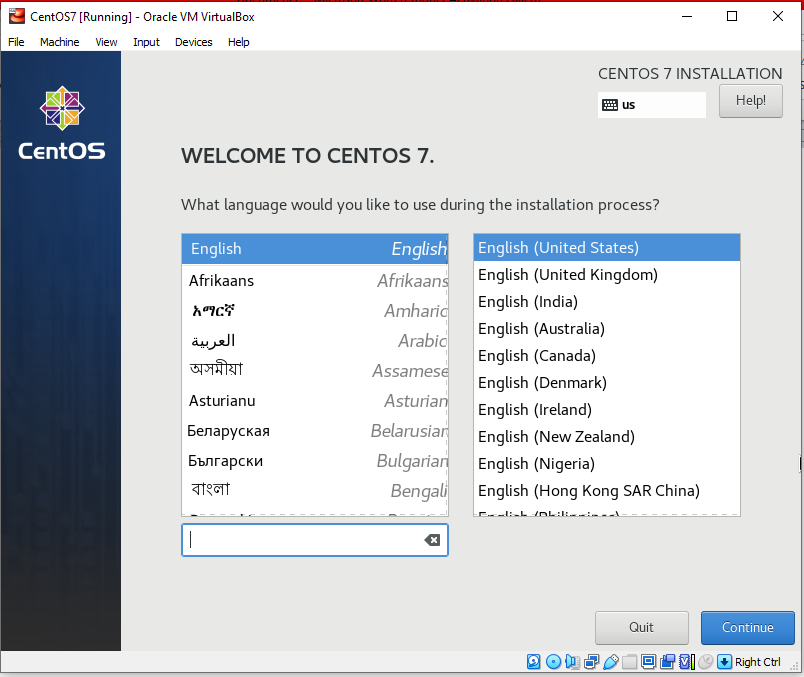 CentOS7 [Running] - Oracle VM VirtualBox
File Machine View Input Devices Help
CentOS
CENTOS 7 INSTALLATION
us
Help!
WELCOME TO CENTOS 7.
What language would you like to use during the installation process?
English English
Afrikaans Afrikaans
አማርኛ Amharic
العربية Arabic
অসমীয়া Assamese
Asturianu Asturian
Беларуская Belarusian
Български Bulgarian
বাংলা Bengali
English (United States)
English (United Kingdom)
English (India)
English (Australia)
English (Canada)
English (Denmark)
English (Ireland)
English (New Zealand)
English (Nigeria)
English (Hong Kong SAR China)
English (Philippines)
Quit
Continue
Right Ctrl